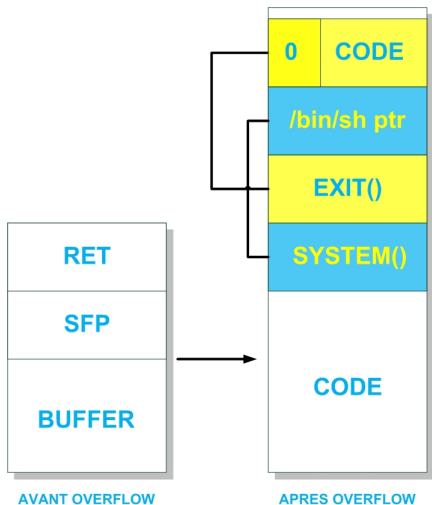 0 CODE
/bin/sh ptr
EXIT()
SYSTEM()
CODE
APRES OVERFLOW
RET
SFP
BUFFER
AVANT OVERFLOW